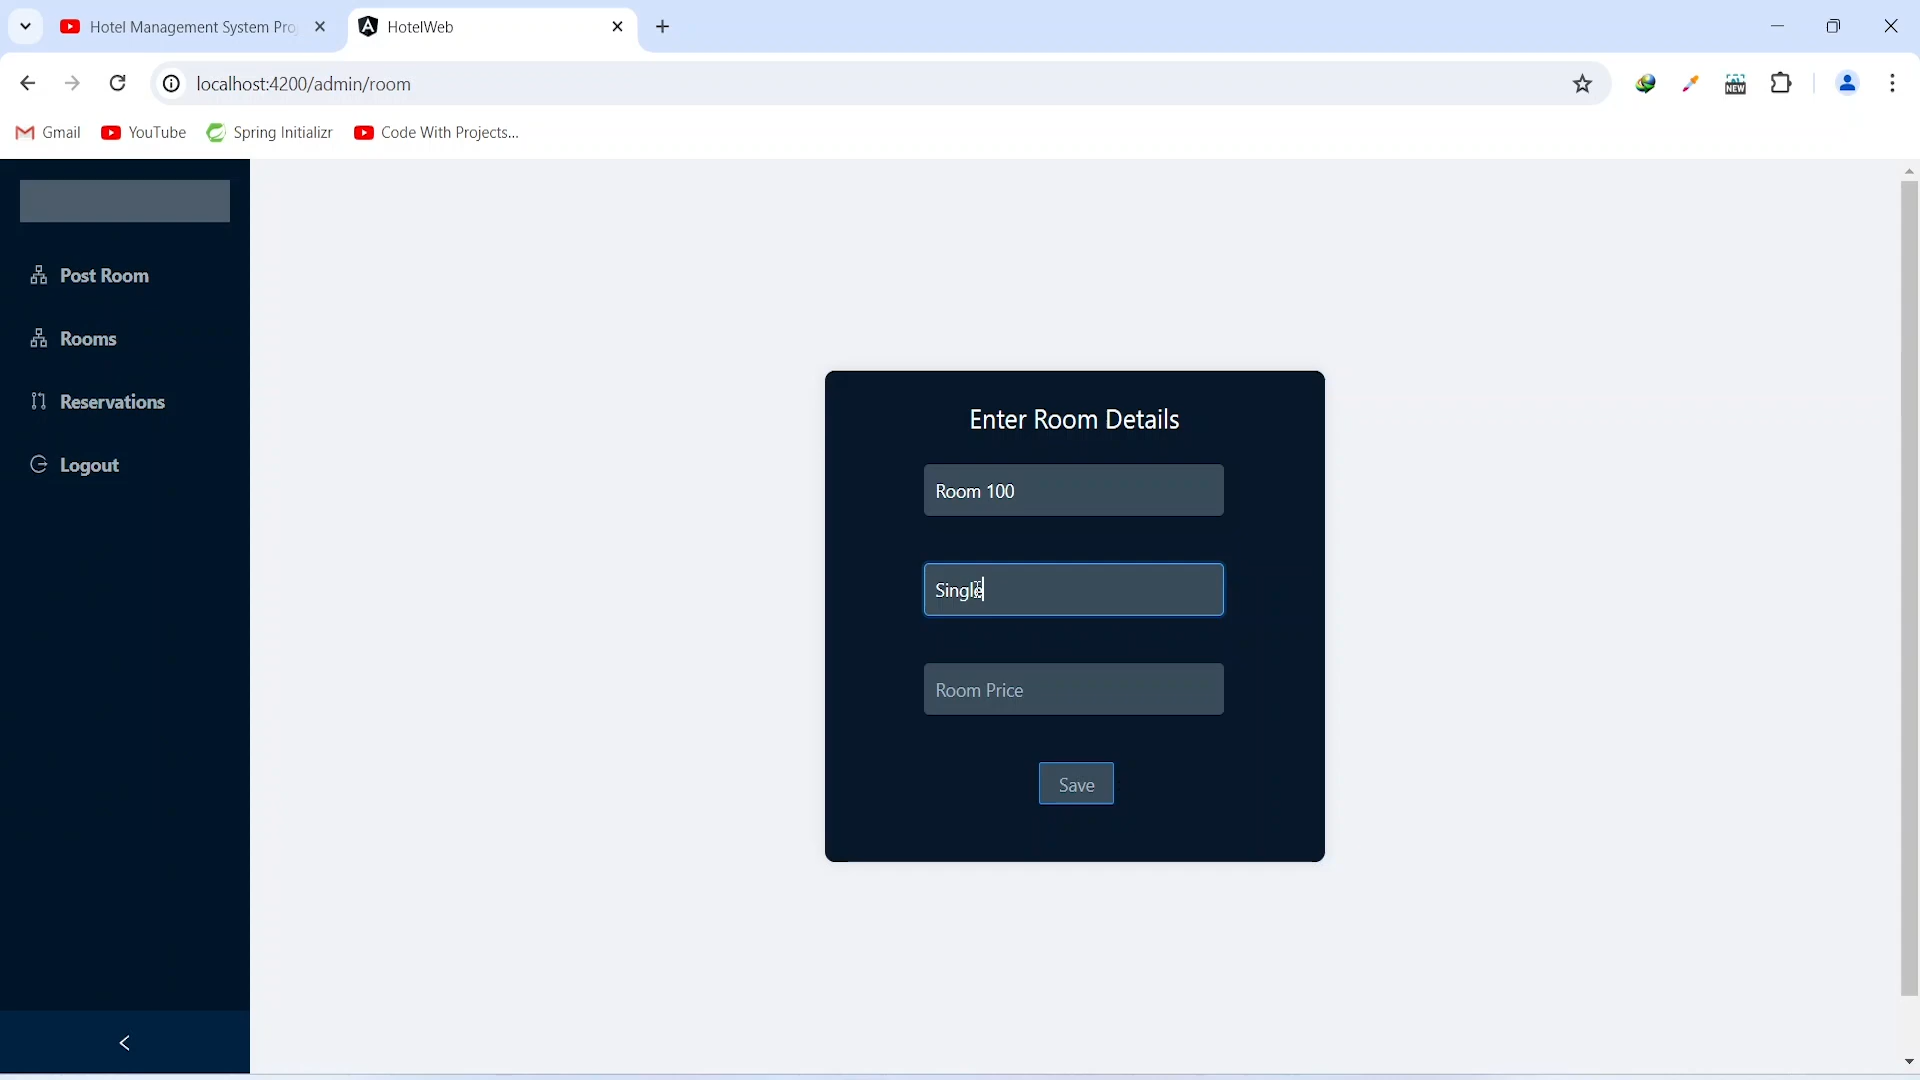 Hotel Management System Pro
HotelWeb
localhost:4200/admin/room
NEW
Gmail
YouTube
Spring Initializr
Code With Projects...
Post Room
Rooms
Reservations
Logout
Enter Room Details
Room 100
Single
Room Price
Save